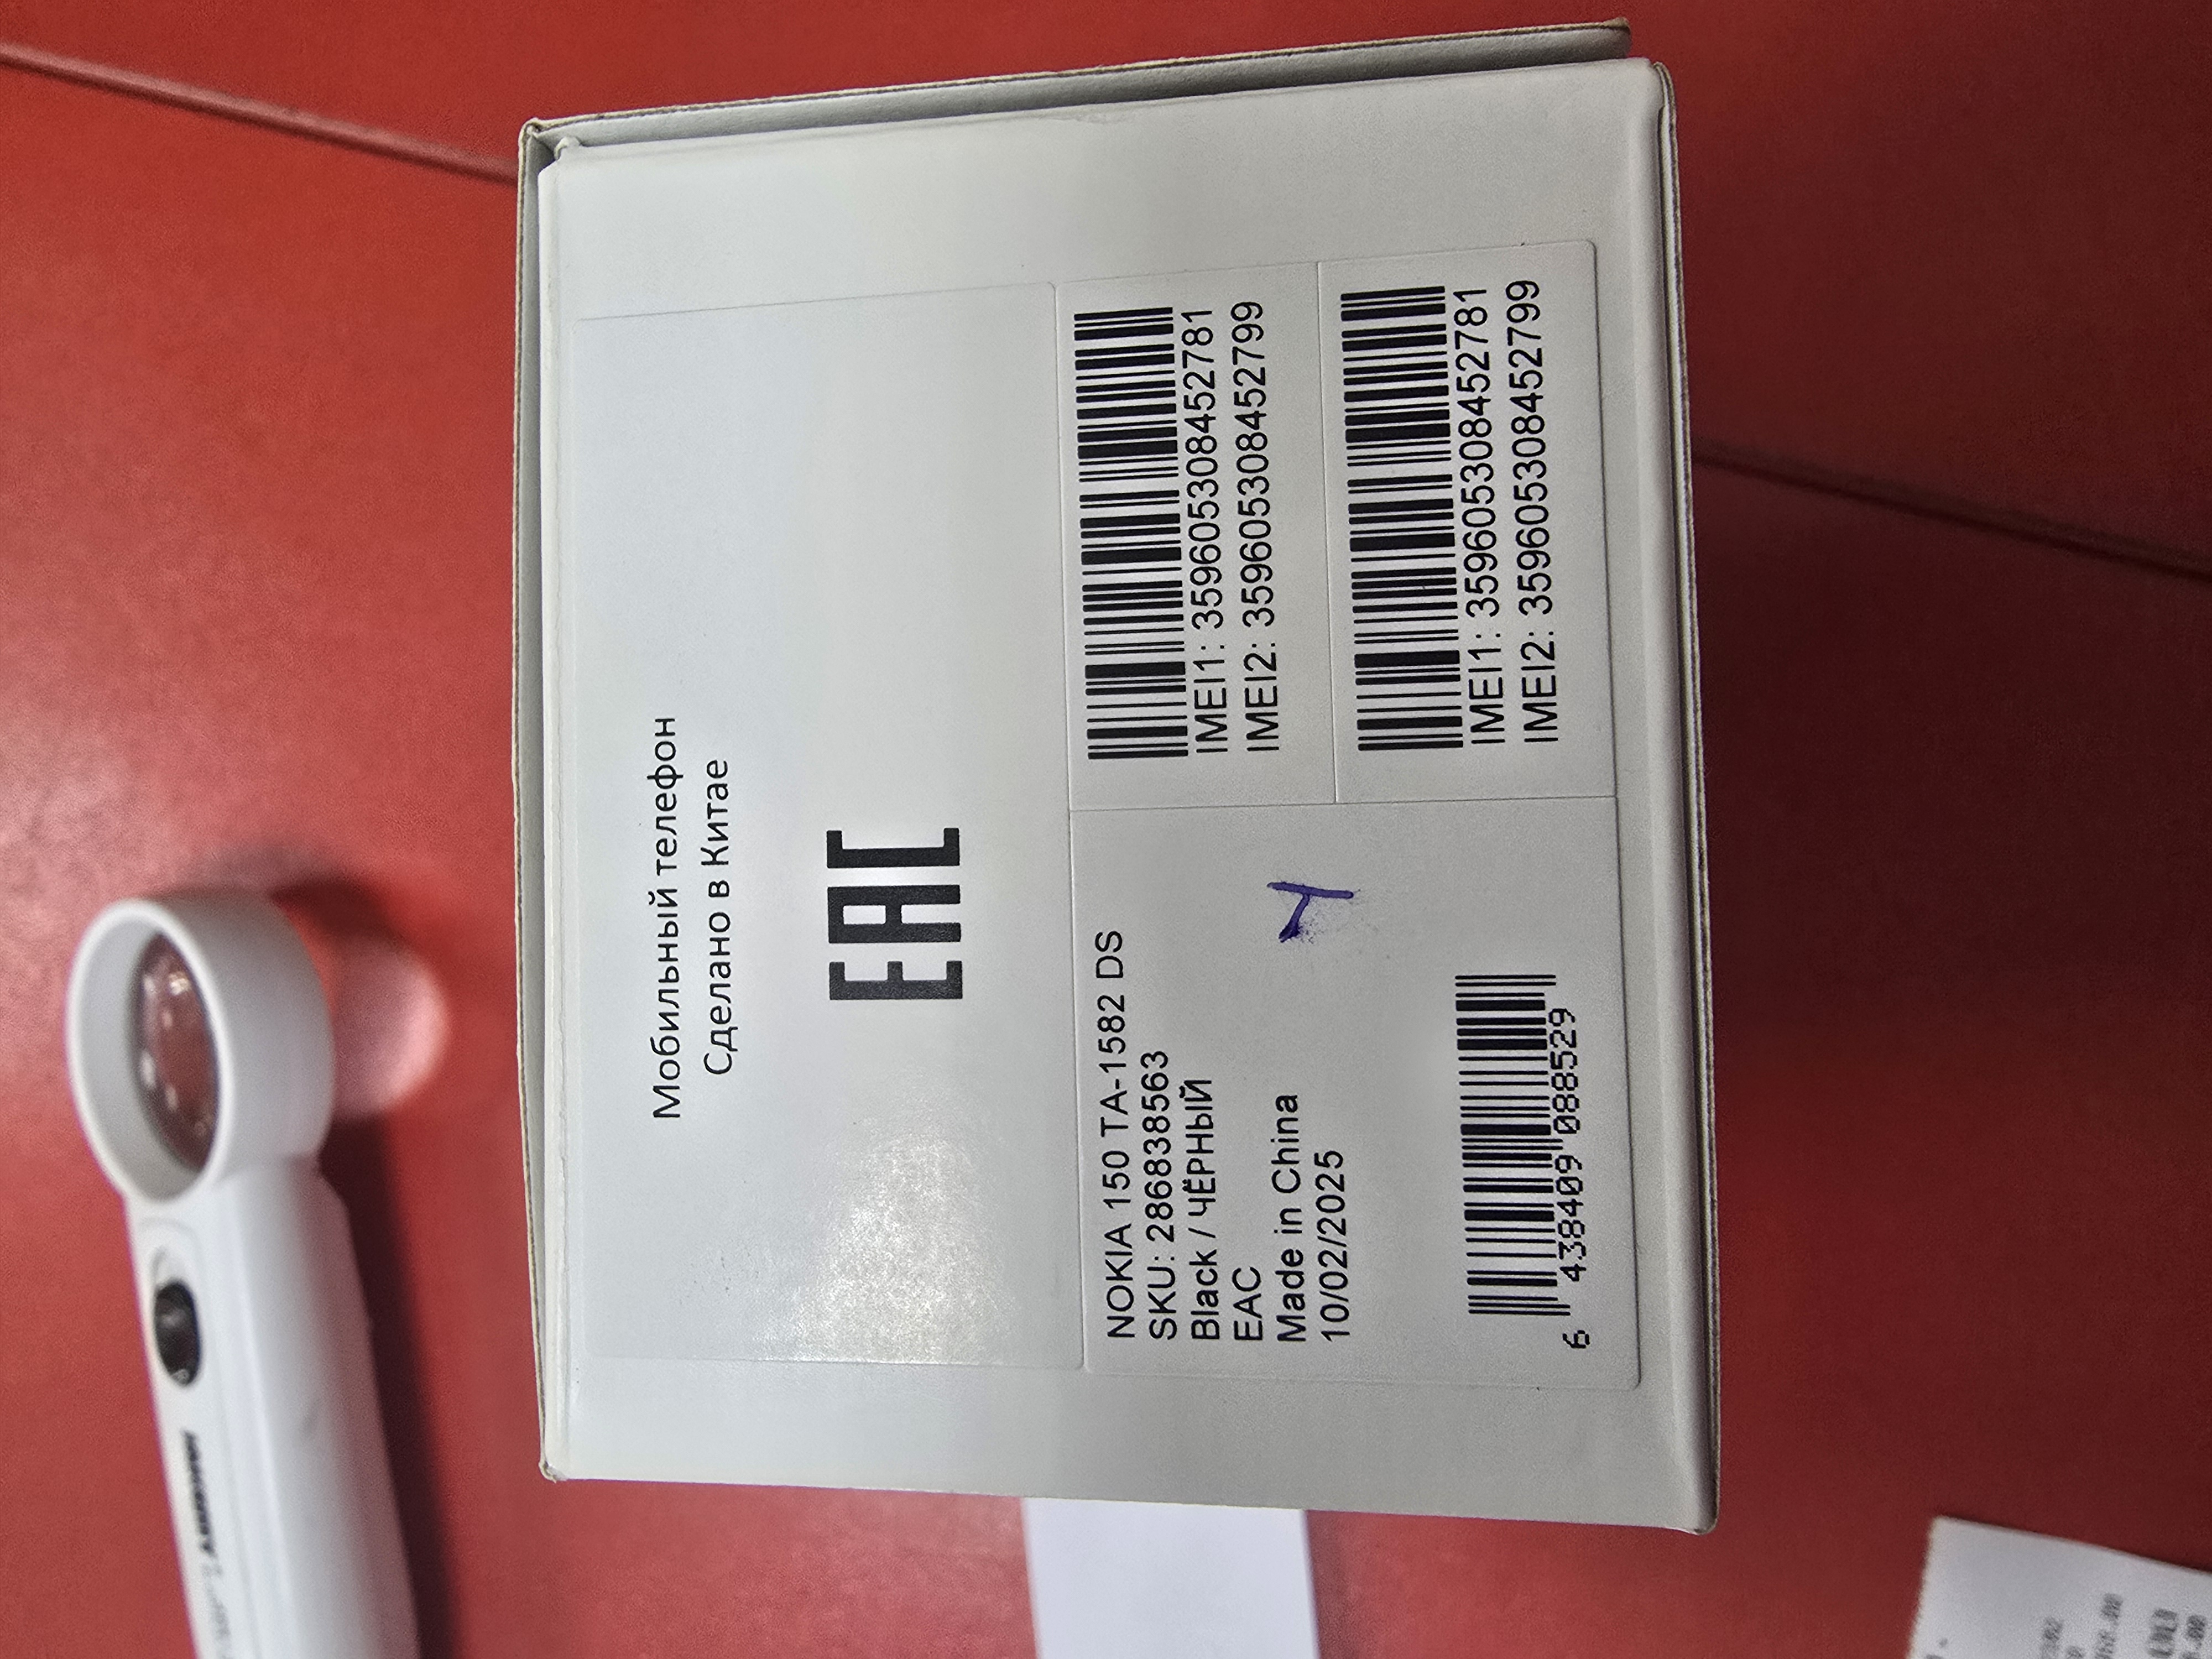 Мобильный телефон
Сделано в Китае
EAC
NOKIA 150 TA-1582 DS
SKU: 286838563
Black / ЧЁРНЫЙ
EAC
Made in China
10/02/2025
6 438409 088529
IMEI1: 359605308452781
IMEI2: 359605308452799
IMEI1: 359605308452781
IMEI2: 359605308452799